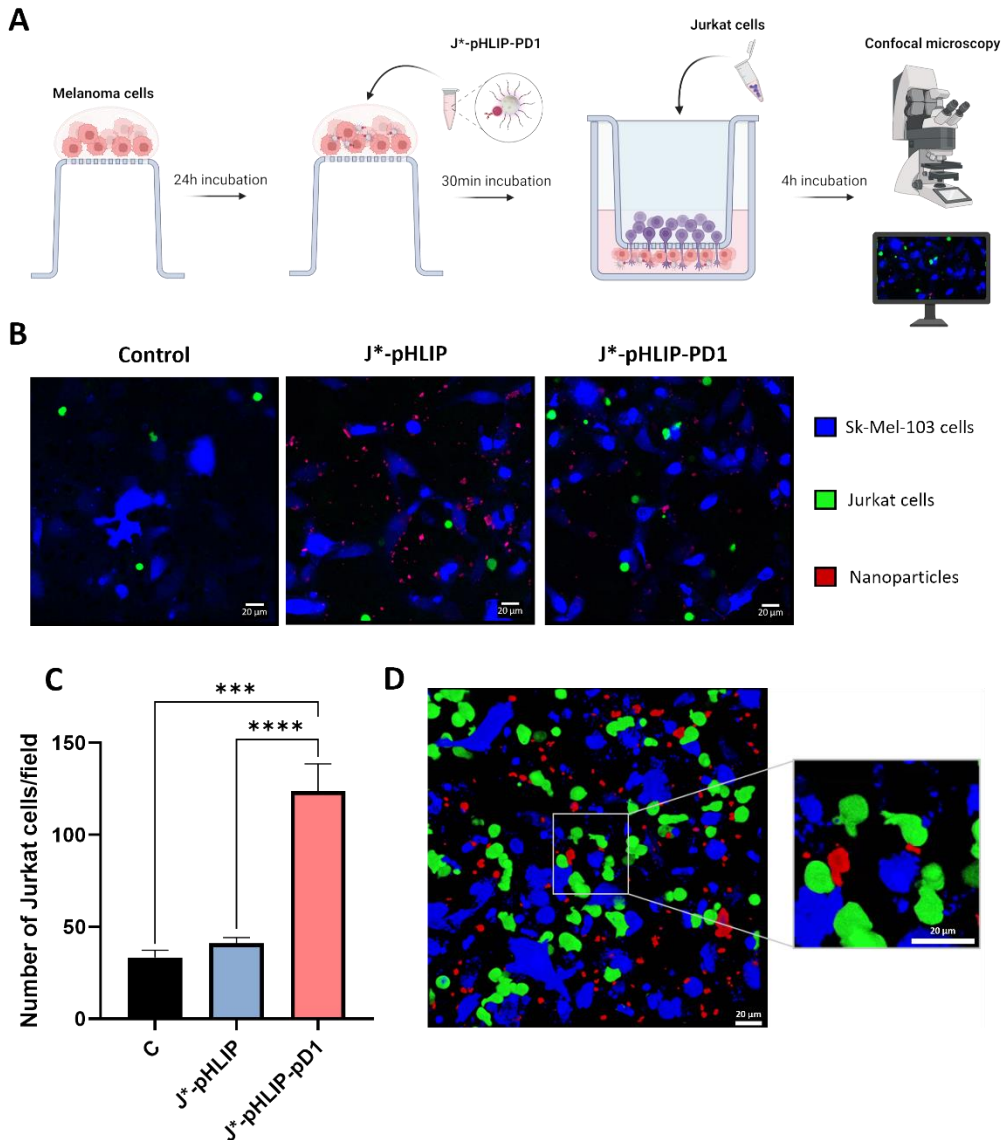 A
J*-pHLIP-PD1
Jurkat cells
Confocal microscopy
Melanoma cells
24h incubation
30min incubation
4h incubation
B
Control
J*-pHLIP
J*-pHLIP-PD1
20 µm
20 µm
20 µm
Sk-Mel-103 cells
Jurkat cells
Nanoparticles
C
***
****
Number of Jurkat cells/field
150
100
50
0
C
J*-pHLIP
J*-pHLIP-pD1
D
20 µm
20 µm